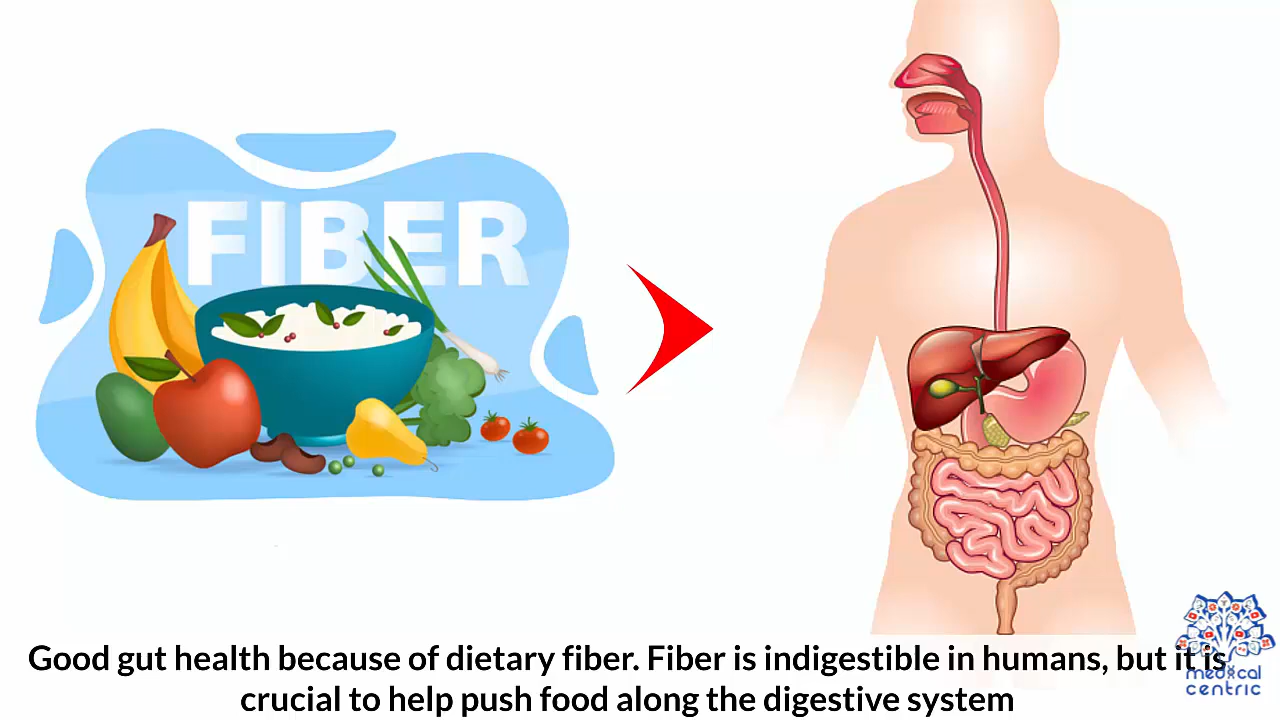 FIBER
Good gut health because of dietary fiber. Fiber is indigestible in humans, but it is
crucial to help push food along the digestive system
medical
centric